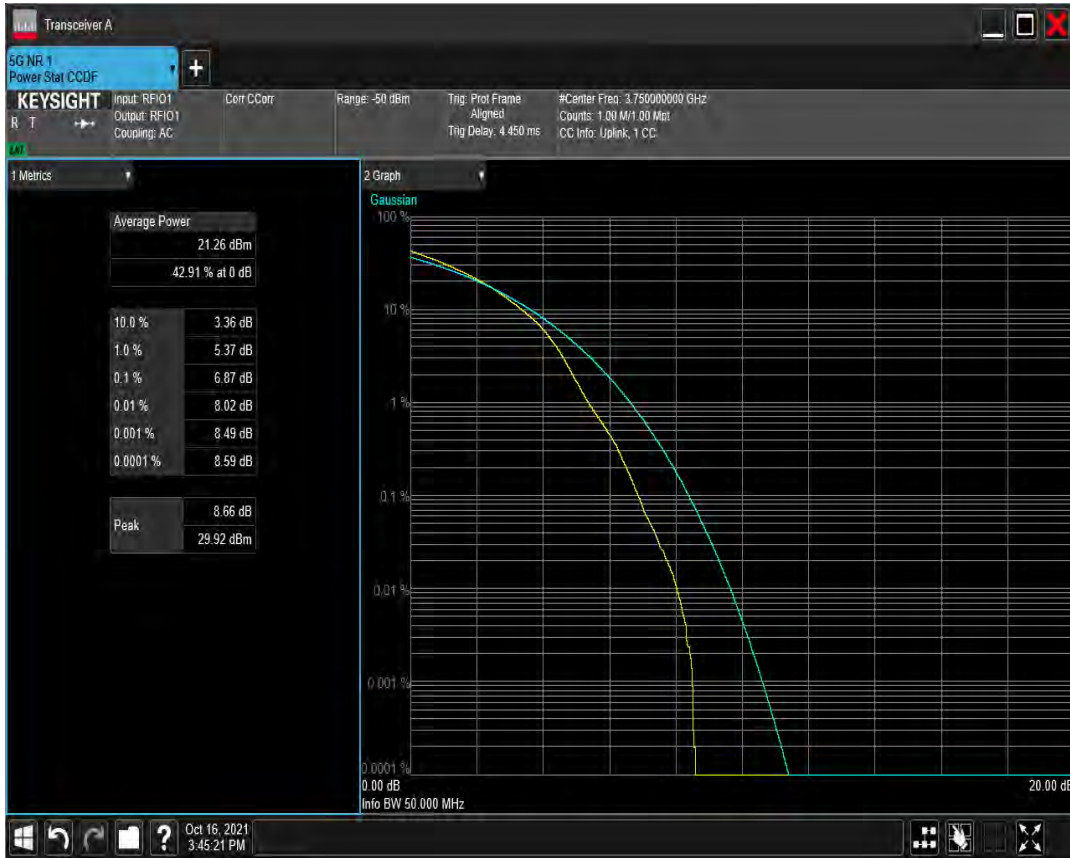 Transceiver A
5G NR 1
Power Stat CCDF
+
KEYSIGHT
R T
LXI
Input: RFIO1
Output: RFIO1
Coupling: AC
Corr CCorr
Range: -50 dBm
Trig: Prot Frame
Aligned
Trig Delay: 4.450 ms
#Center Freq: 3.750000000 GHz
Counts: 1.00 M/1.00 Mpt
CC Info: Uplink, 1 CC
1 Metrics
Average Power
21.26 dBm
42.91 % at 0 dB
10.0 % 3.36 dB
1.0 % 5.37 dB
0.1 % 6.87 dB
0.01 % 8.02 dB
0.001 % 8.49 dB
0.0001 % 8.59 dB
Peak 8.66 dB
29.92 dBm
2 Graph
Gaussian
100 %
10 %
1 %
0.1 %
0.01 %
0.001 %
0.0001 %
0.00 dB 20.00 dB
Info BW 50.000 MHz
?
Oct 16, 2021
3:45:21 PM